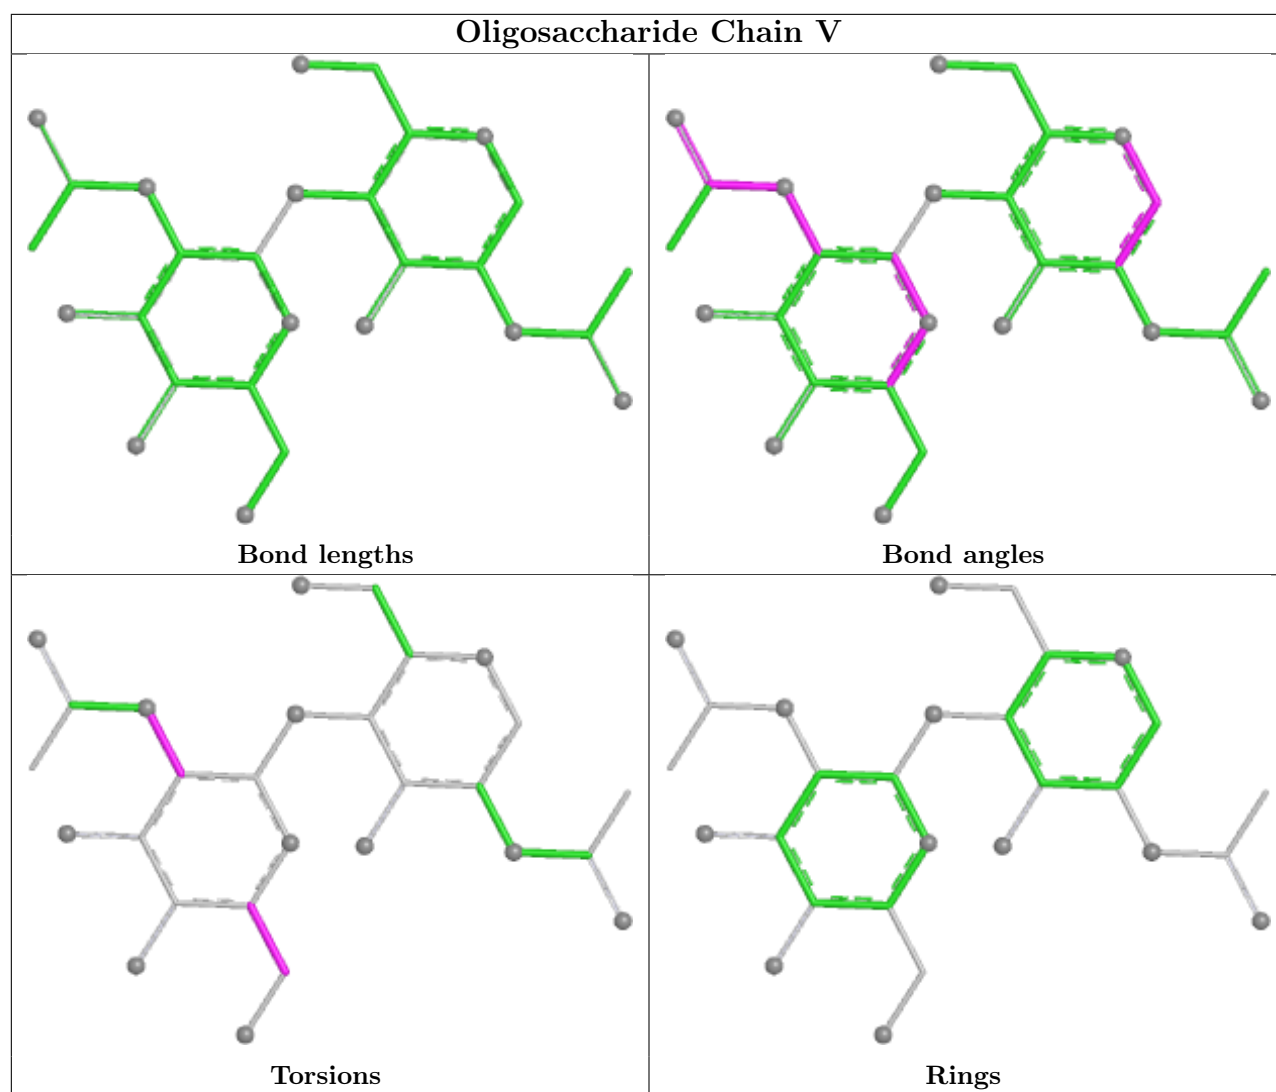 Oligosaccharide Chain V
Bond lengths
Bond angles
Torsions
Rings